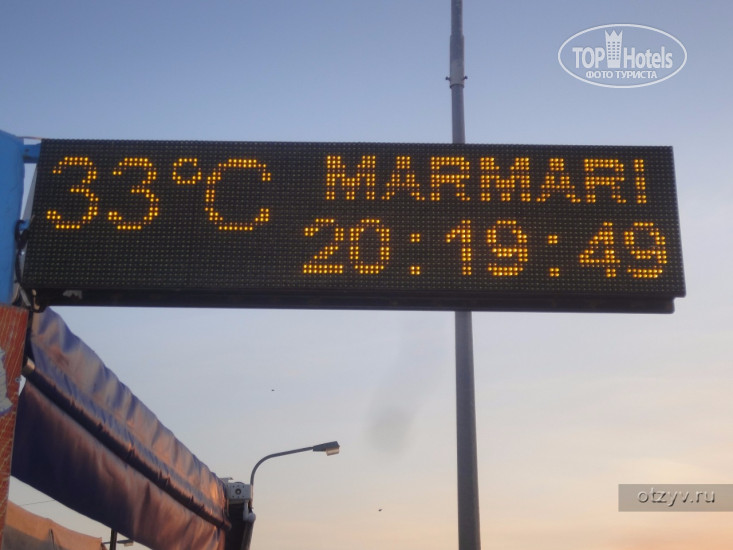 TOP Hotels
ФОТО ТУРИСТА
33°C MARMARI
20:19:49
otzyv.ru